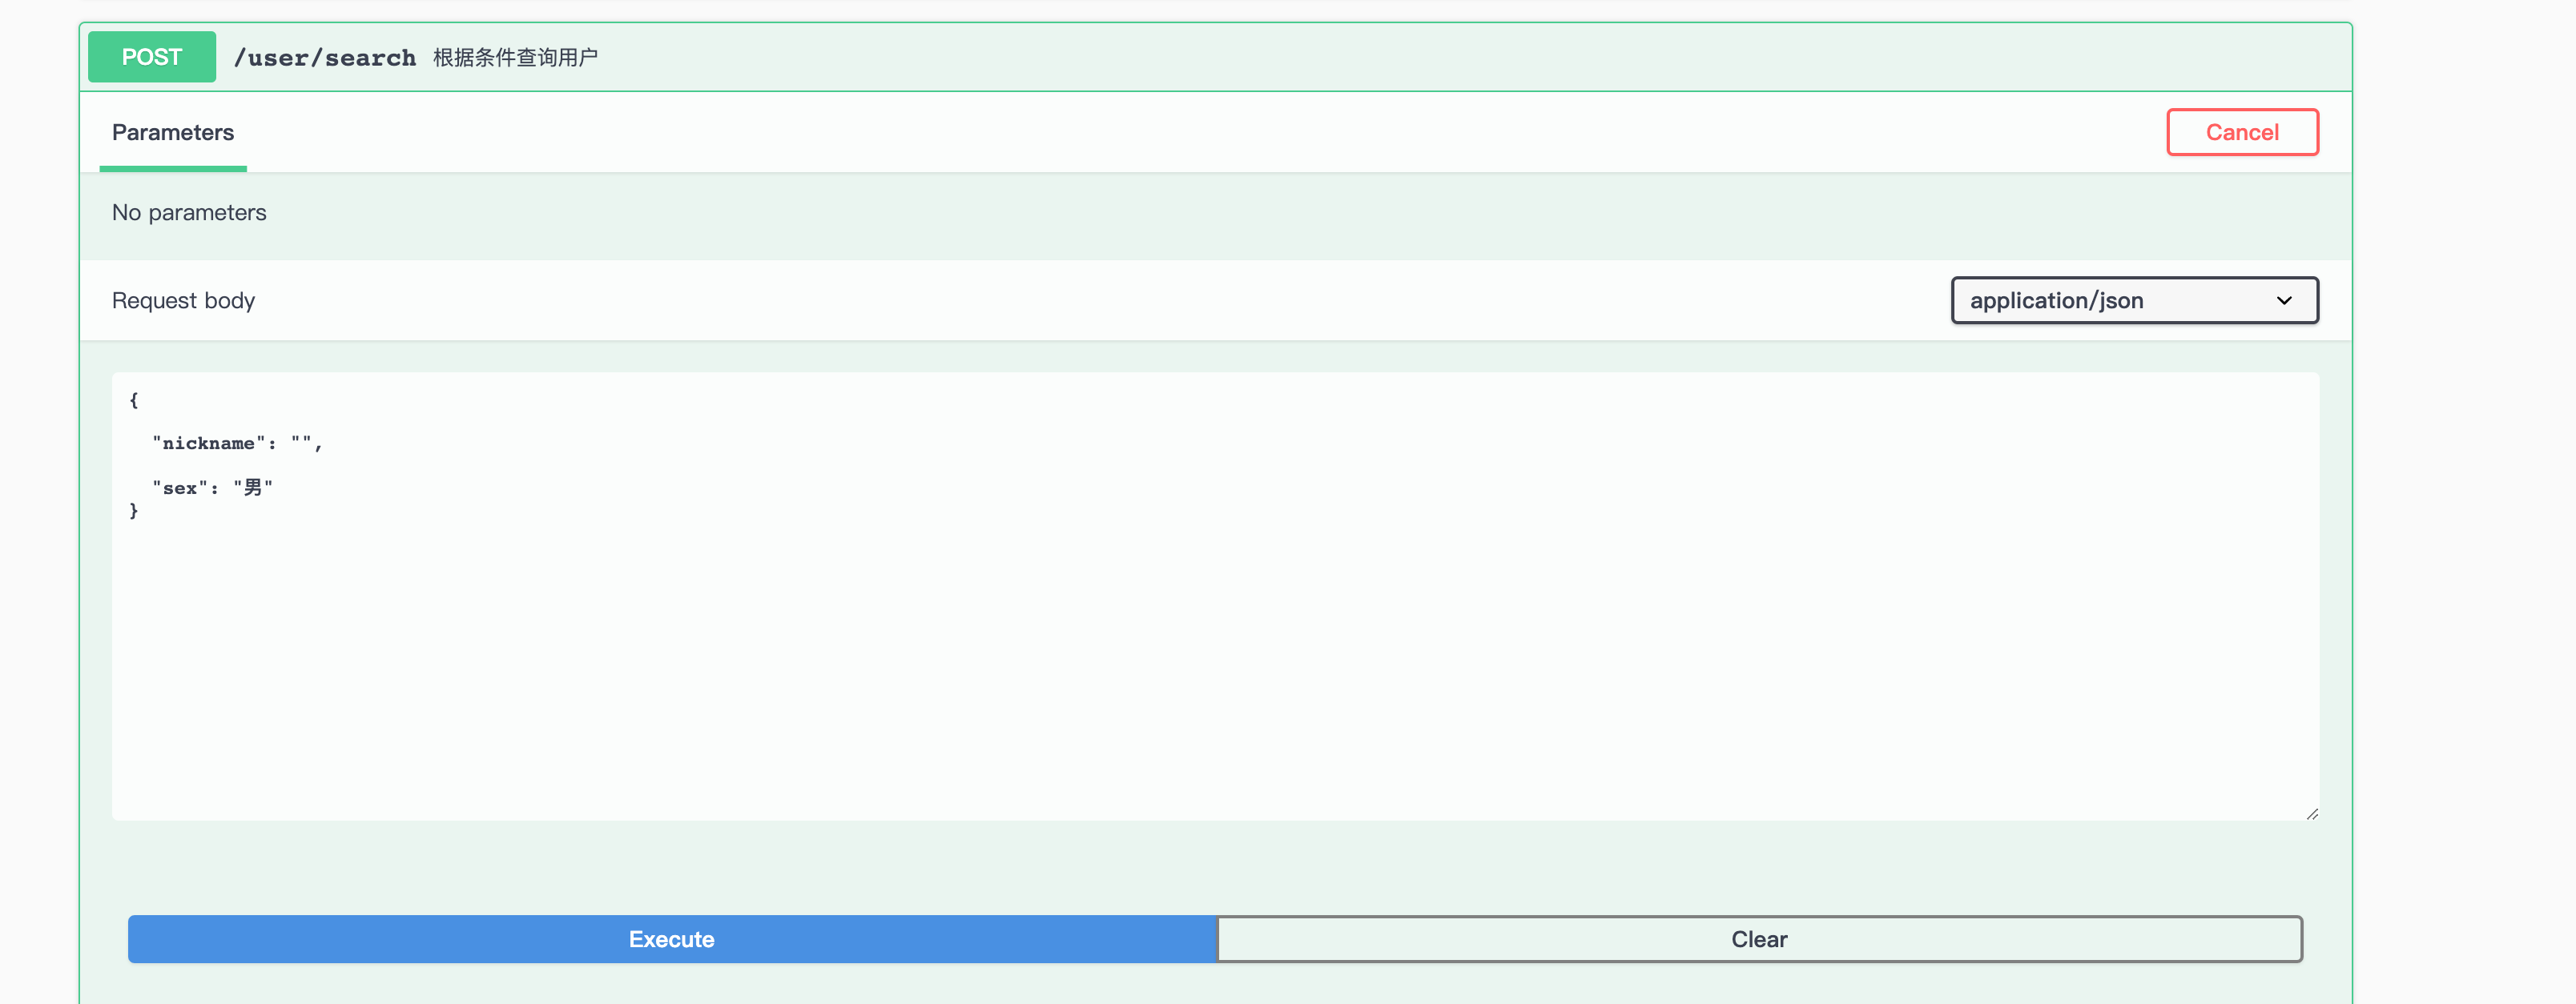 POST /user/search 根据条件查询用户
Parameters Cancel
No parameters
Request body application/json
{
"nickname": "",
"sex": "男"
}
Execute Clear